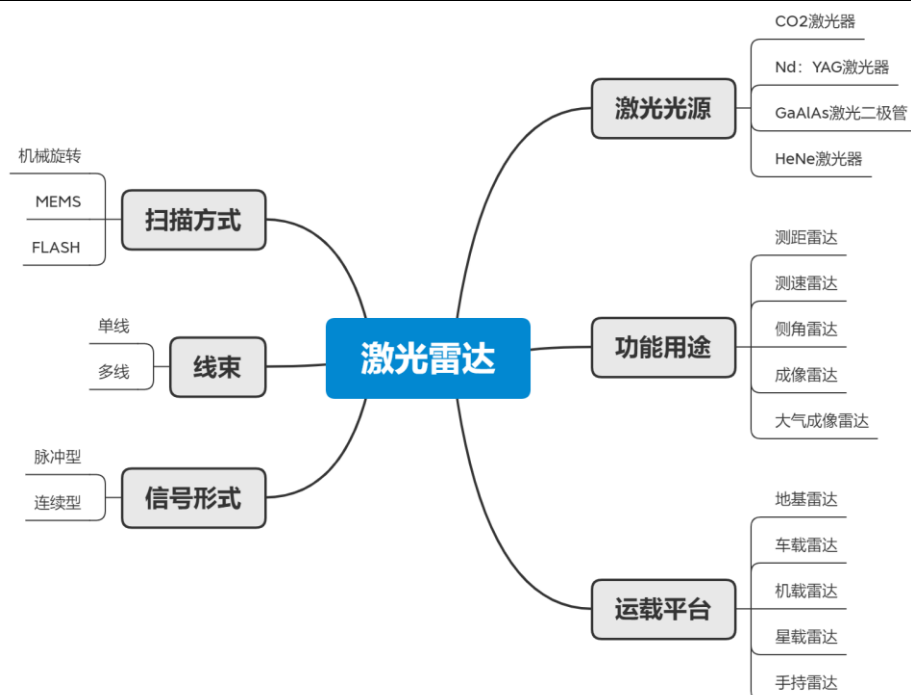 激光雷达
激光光源
CO2激光器
Nd：YAG激光器
GaAlAs激光二极管
HeNe激光器
功能用途
测距雷达
测速雷达
侧角雷达
成像雷达
大气成像雷达
运载平台
地基雷达
车载雷达
机载雷达
星载雷达
手持雷达
扫描方式
机械旋转
MEMS
FLASH
线束
单线
多线
信号形式
脉冲型
连续型